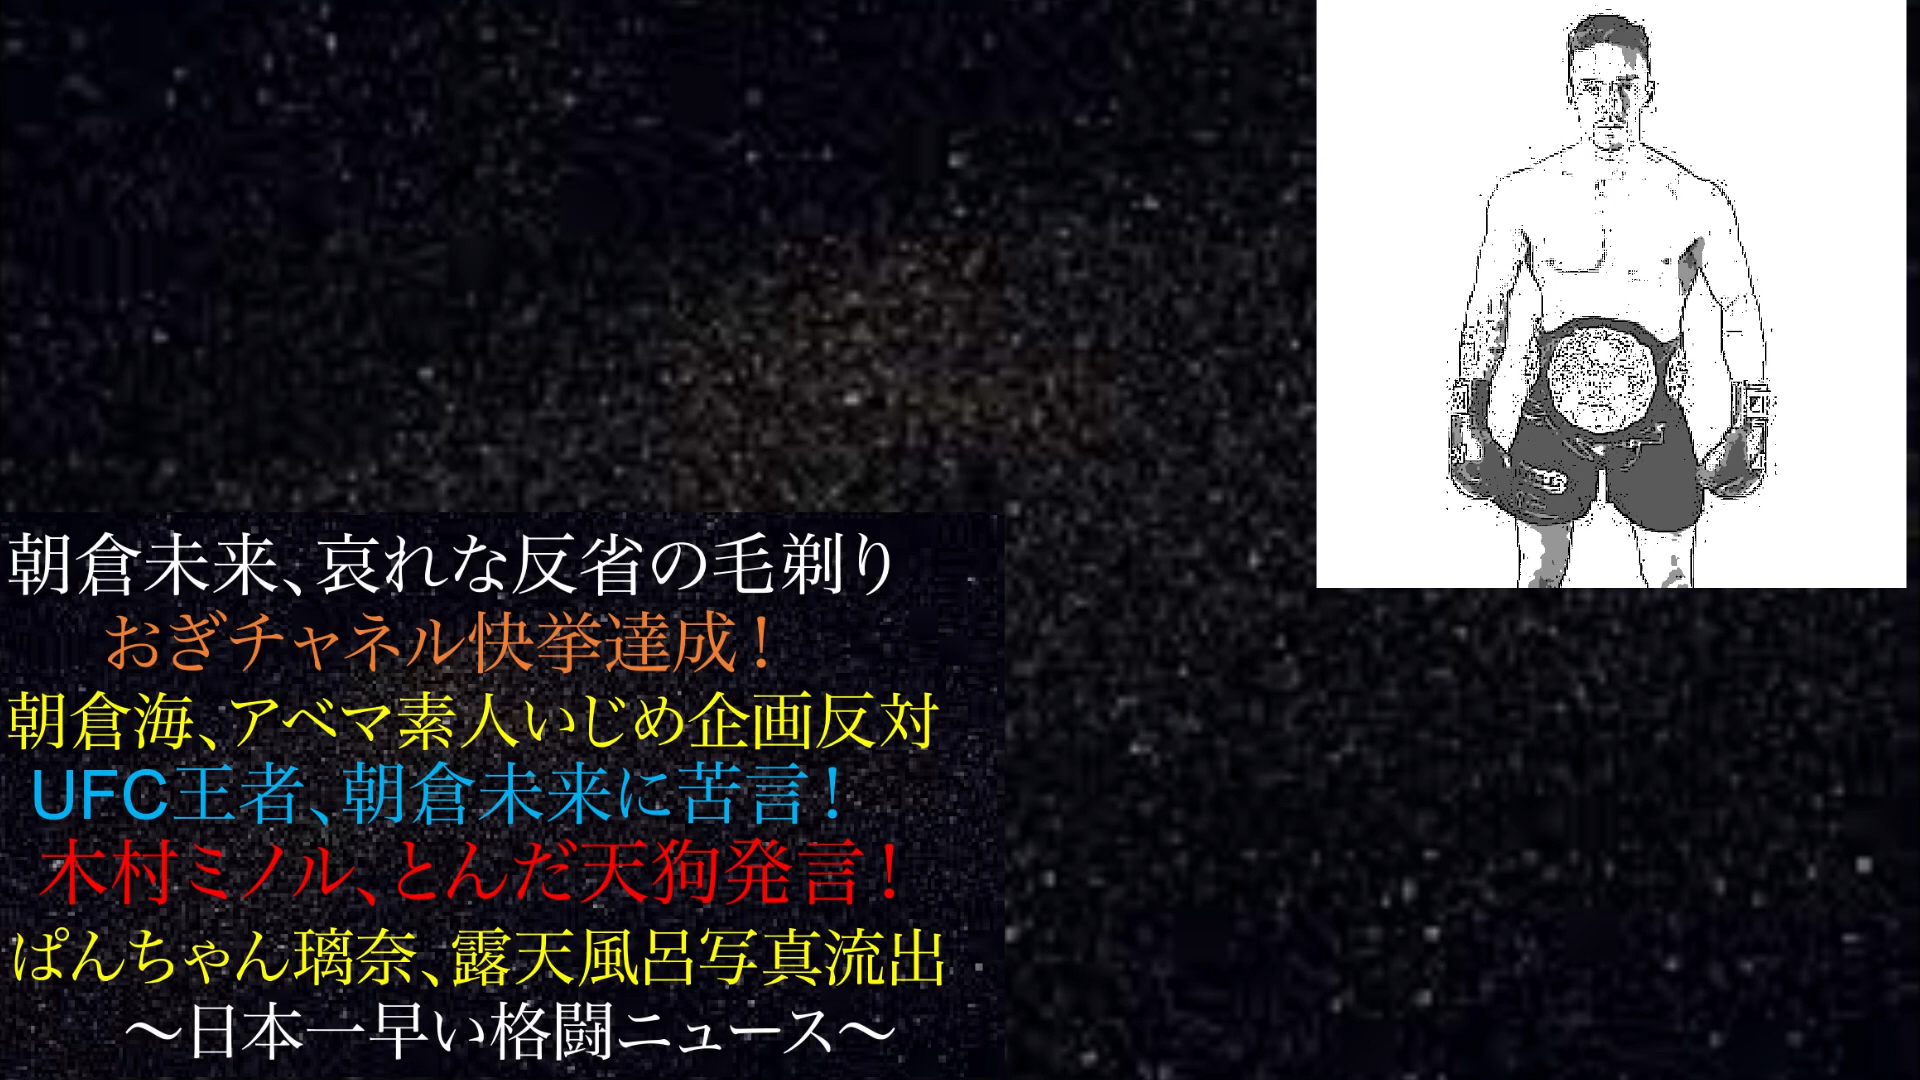 朝倉未来、哀れな反省の毛剃り
おぎチャネル快挙達成！
朝倉海、アベマ素人いじめ企画反対
UFC王者、朝倉未来に苦言！
木村ミノル、とんだ天狗発言！
ぱんちゃん璃奈、露天風呂写真流出
～日本一早い格闘ニュース～